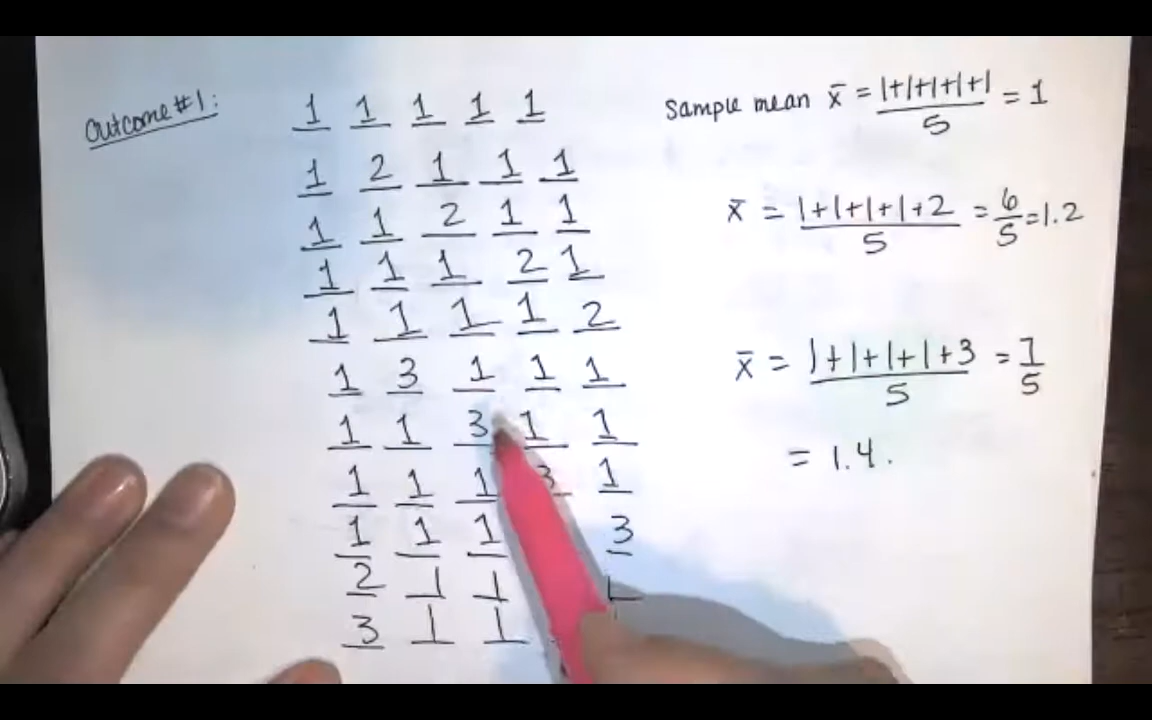 Outcome #1: 1 1 1 1 1 Sample mean x̄ = 1+1+1+1+1/5 = 1
1 2 1 1 1
1 1 2 1 1 x̄ = 1+1+1+1+2/5 = 6/5 = 1.2
1 1 1 2 1
1 1 1 1 2
1 3 1 1 1 x̄ = 1+1+1+1+3/5 = 7/5
1 1 3 1 1
= 1.4.
1 1 1 3 1
1 1 1 3
2 1 1
3 1 1